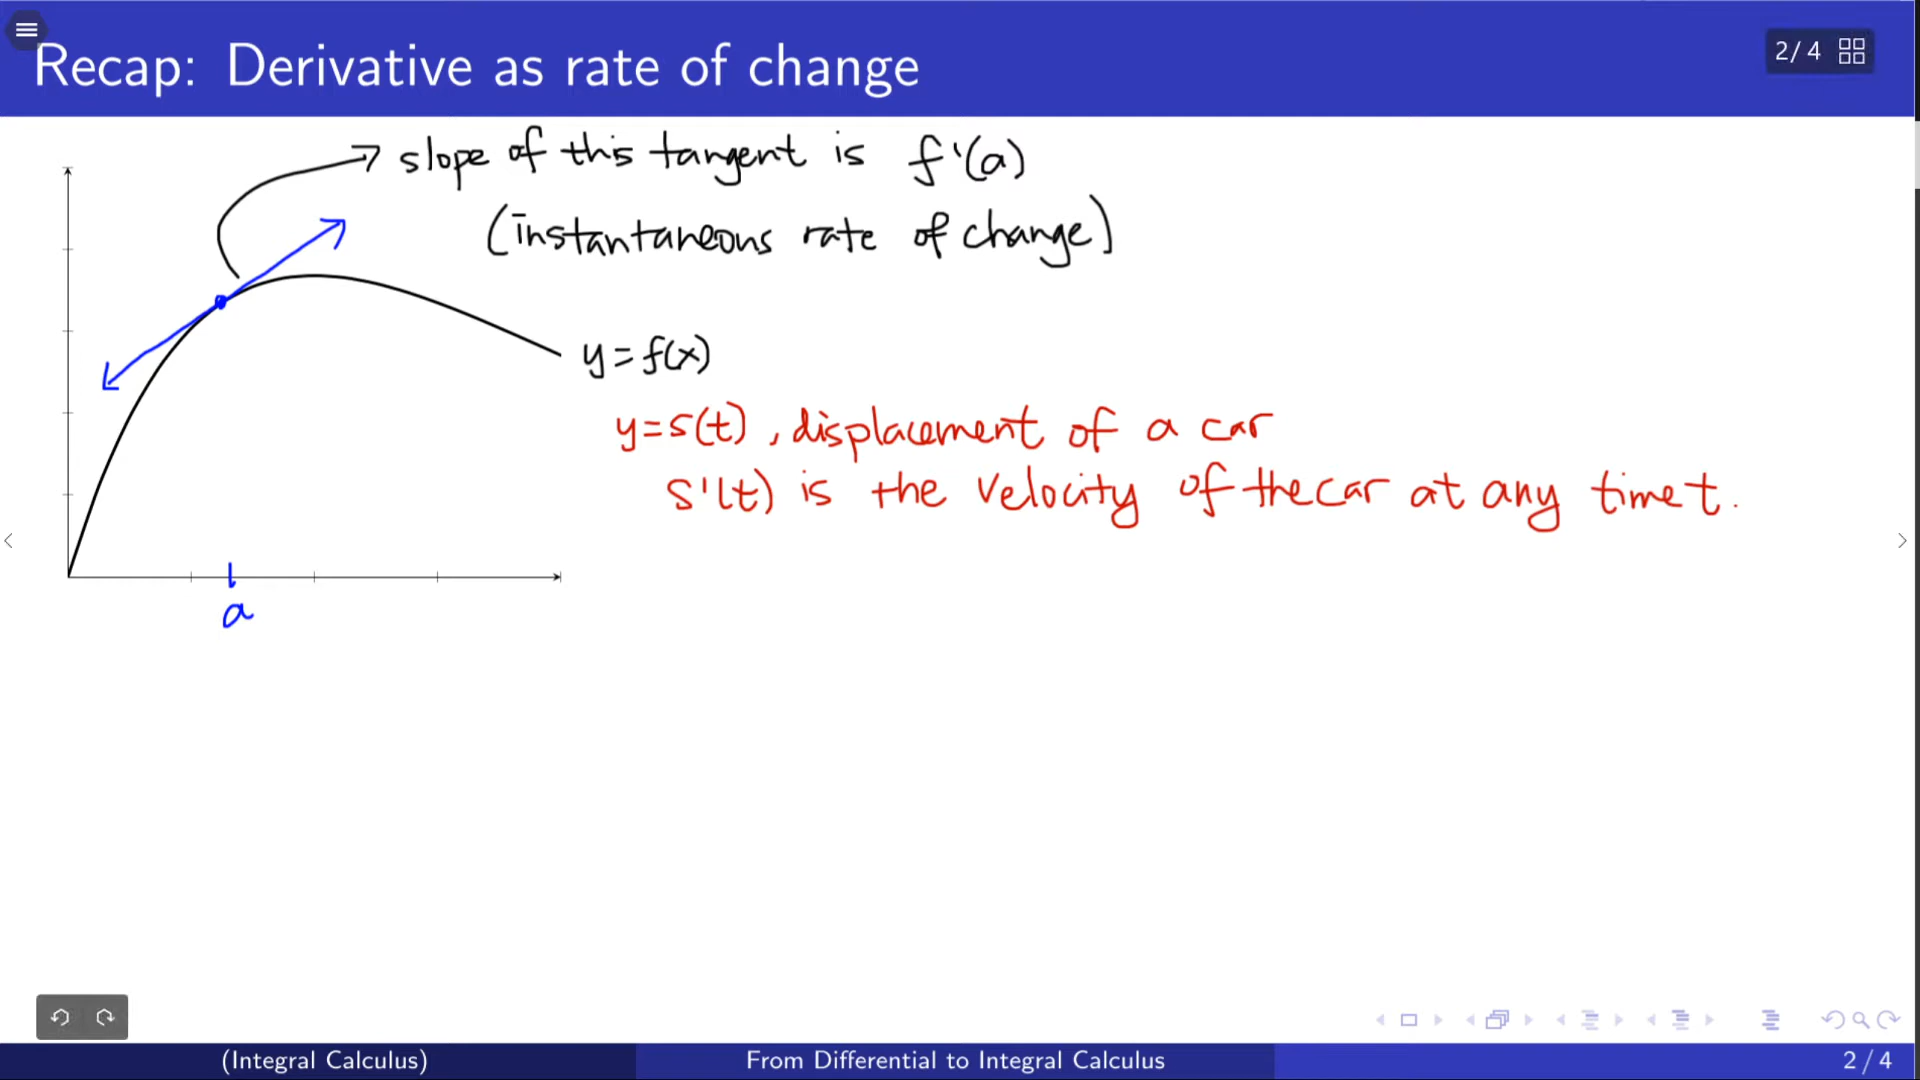 Recap: Derivative as rate of change
2/ 4
slope of this tangent is f'(a)
(instantaneous rate of change)
y = f(x)
y = s(t), displacement of a car
s'(t) is the velocity of the car at any time t.
a
(Integral Calculus)
From Differential to Integral Calculus
2 / 4